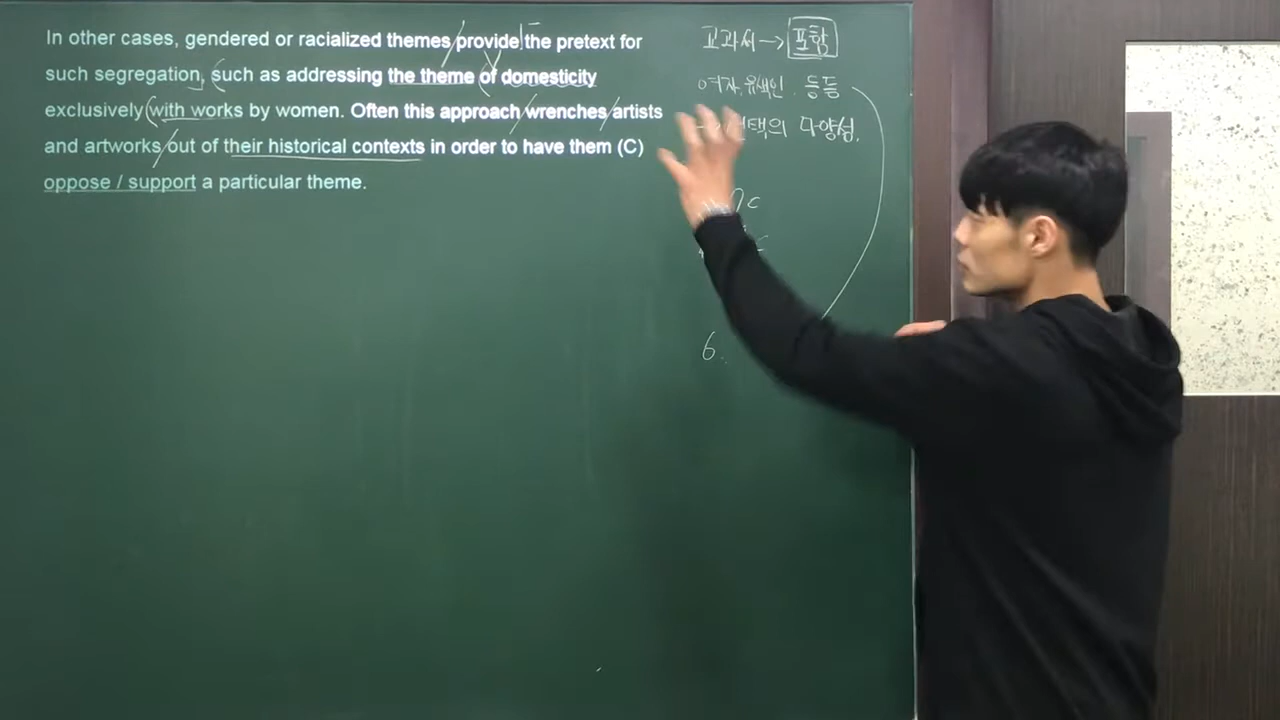 In other cases, gendered or racialized themes provide the pretext for
such segregation, such as addressing the theme of domesticity
exclusively with works by women. Often this approach wrenches artists
and artworks out of their historical contexts in order to have them (C)
oppose / support a particular theme.
교과서 → 포함
여자, 유색인, 등등
선택의 다양성.
c
6.